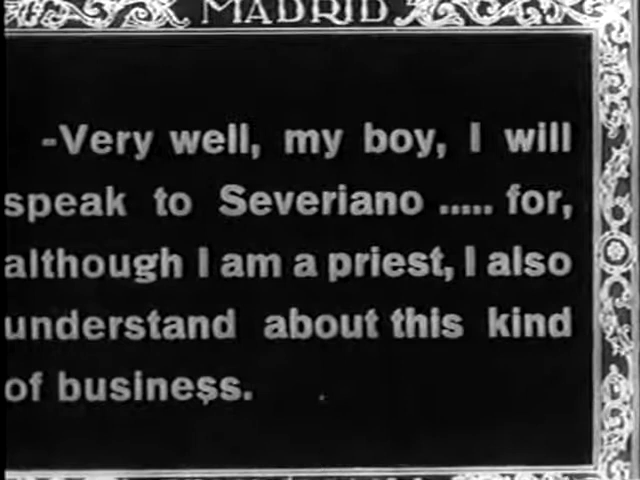 MADRID
-Very well, my boy, I will
speak to Severiano ..... for,
although I am a priest, I also
understand about this kind
of business.